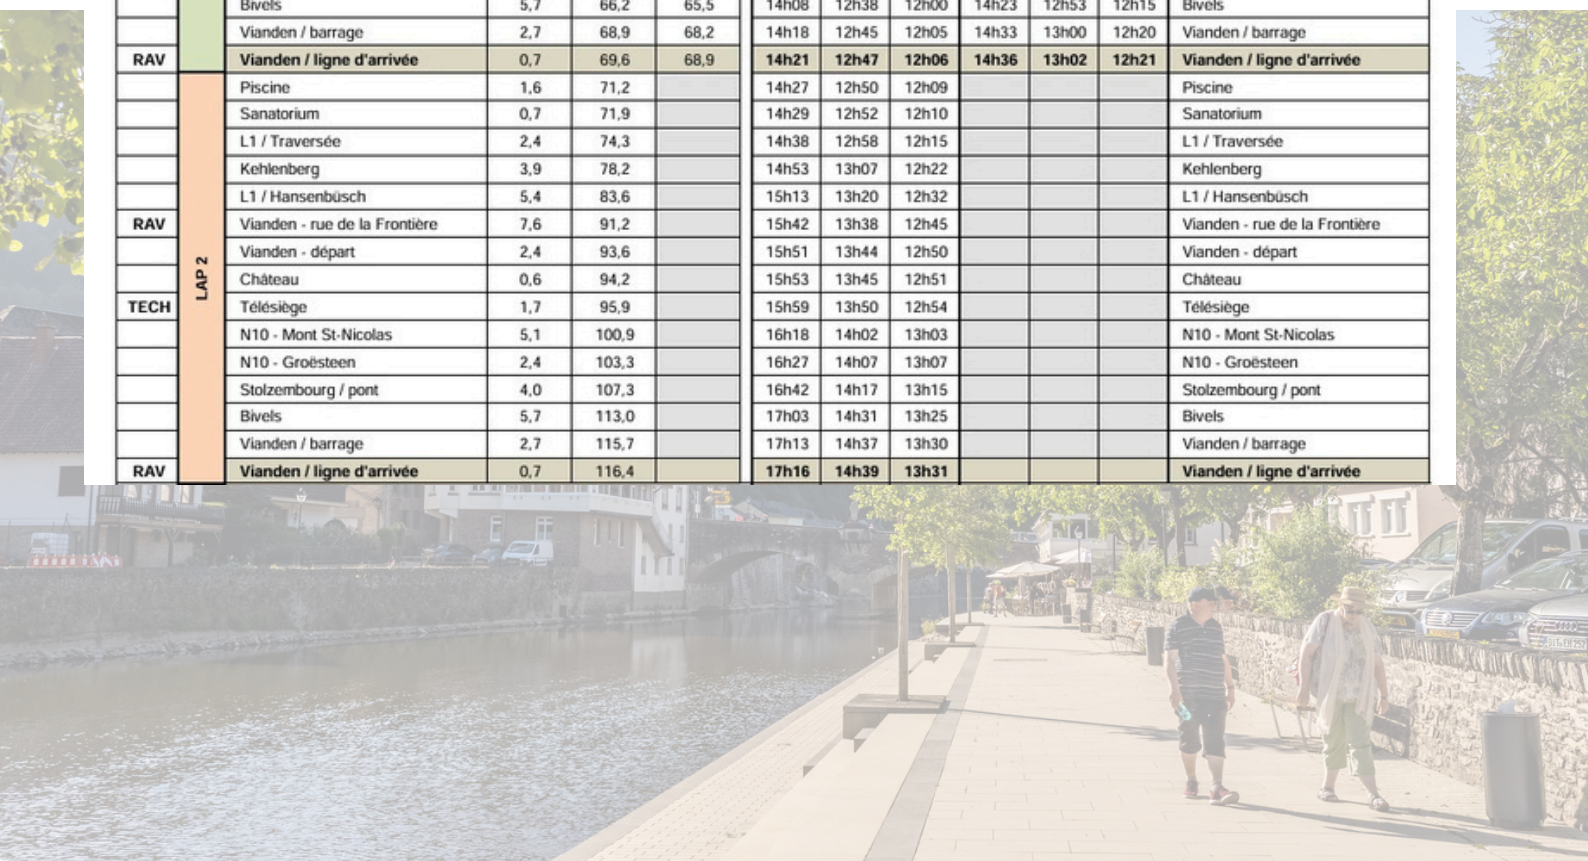 Bivels 5,7 66,2 65,5 14h08 12h38 12h00 14h23 12h53 12h15 Bivels
Vianden / barrage 2,7 68,9 68,2 14h18 12h45 12h05 14h33 13h00 12h20 Vianden / barrage
RAV Vianden / ligne d'arrivée 0,7 69,6 68,9 14h21 12h47 12h06 14h36 13h02 12h21 Vianden / ligne d'arrivée
Piscine 1,6 71,2 14h27 12h50 12h09 Piscine
Sanatorium 0,7 71,9 14h29 12h52 12h10 Sanatorium
L1 / Traversée 2,4 74,3 14h38 12h58 12h15 L1 / Traversée
Kehlenberg 3,9 78,2 14h53 13h07 12h22 Kehlenberg
L1 / Hansenbüsch 5,4 83,6 15h13 13h20 12h32 L1 / Hansenbüsch
RAV Vianden - rue de la Frontière 7,6 91,2 15h42 13h38 12h45 Vianden - rue de la Frontière
Vianden - départ 2,4 93,6 15h51 13h44 12h50 Vianden - départ
LAP 2
Château 0,6 94,2 15h53 13h45 12h51 Château
TECH Télésiège 1,7 95,9 15h59 13h50 12h54 Télésiège
N10 - Mont St-Nicolas 5,1 100,9 16h18 14h02 13h03 N10 - Mont St-Nicolas
N10 - Groësteen 2,4 103,3 16h27 14h07 13h07 N10 - Groësteen
Stolzembourg / pont 4,0 107,3 16h42 14h17 13h15 Stolzembourg / pont
Bivels 5,7 113,0 17h03 14h31 13h25 Bivels
Vianden / barrage 2,7 115,7 17h13 14h37 13h30 Vianden / barrage
RAV Vianden / ligne d'arrivée 0,7 116,4 17h16 14h39 13h31 Vianden / ligne d'arrivée